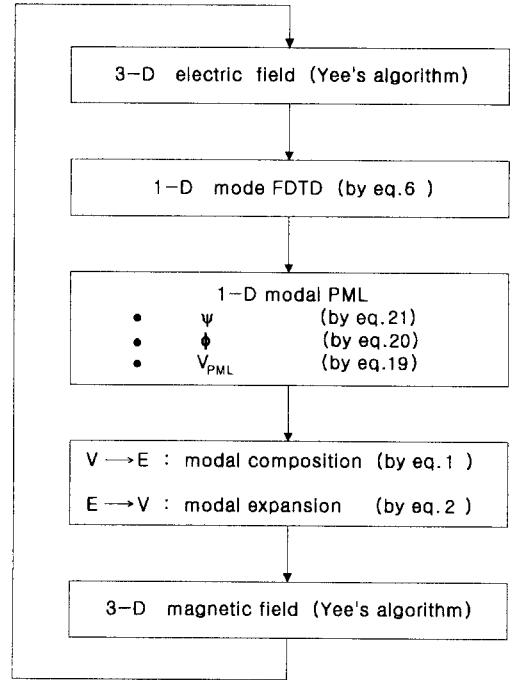 3-D electric field (Yee's algorithm)
1-D mode FDTD (by eq.6 )
1-D modal PML
• ψ (by eq.21)
• ϕ (by eq.20)
• V_PML (by eq.19)
V → E : modal composition (by eq.1 )
E → V : modal expansion (by eq.2 )
3-D magnetic field (Yee's algorithm)